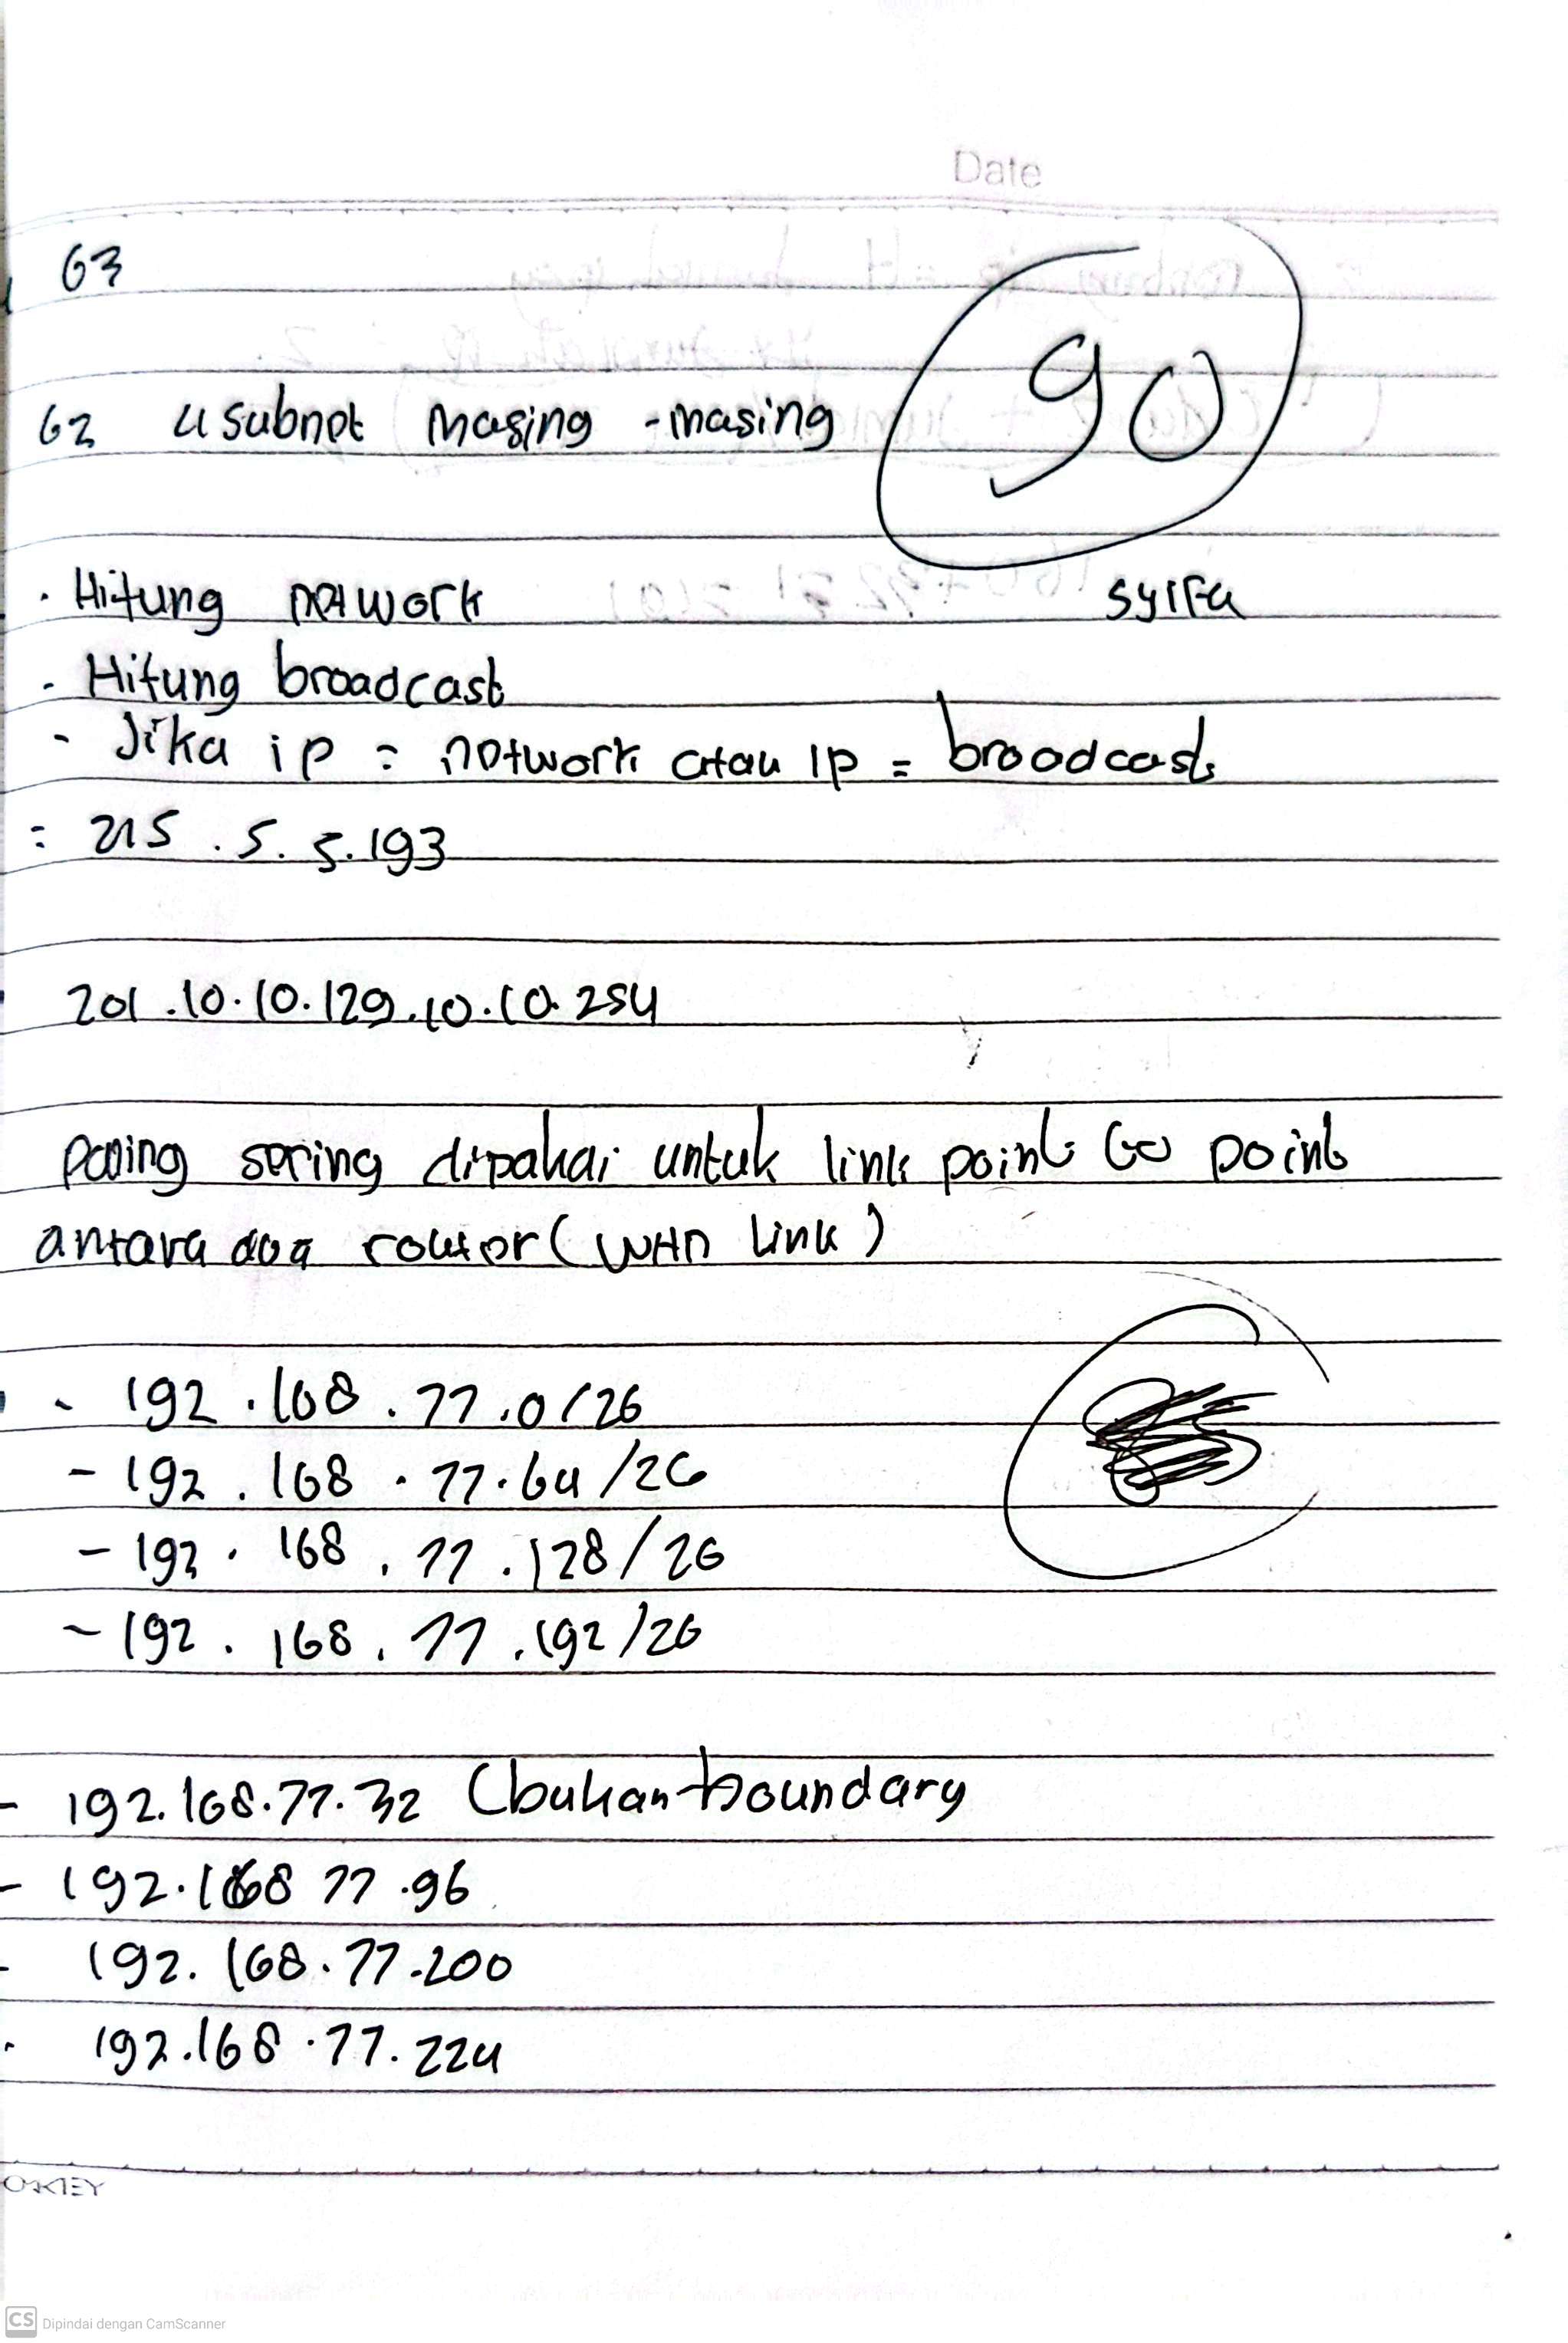 Date
63
90
62 4 subnet masing-masing
. Hitung network
syifa
- Hitung broadcast
- Jika ip = network atau ip = broadcast
= 215.5.5.193
201.10.10.129.10.10.254
paling sering dipakai untuk link point to point
antara dua router (WAN Link)
- 192.168.77.0/26
- 192.168.77.64/26
- 192.168.77.128/26
- 192.168.77.192/26
- 192.168.77.32 (bukan boundary
- 192.168 77.96
- 192.168.77.200
- 192.168.77.224
OKEY
CS Dipindai dengan CamScanner